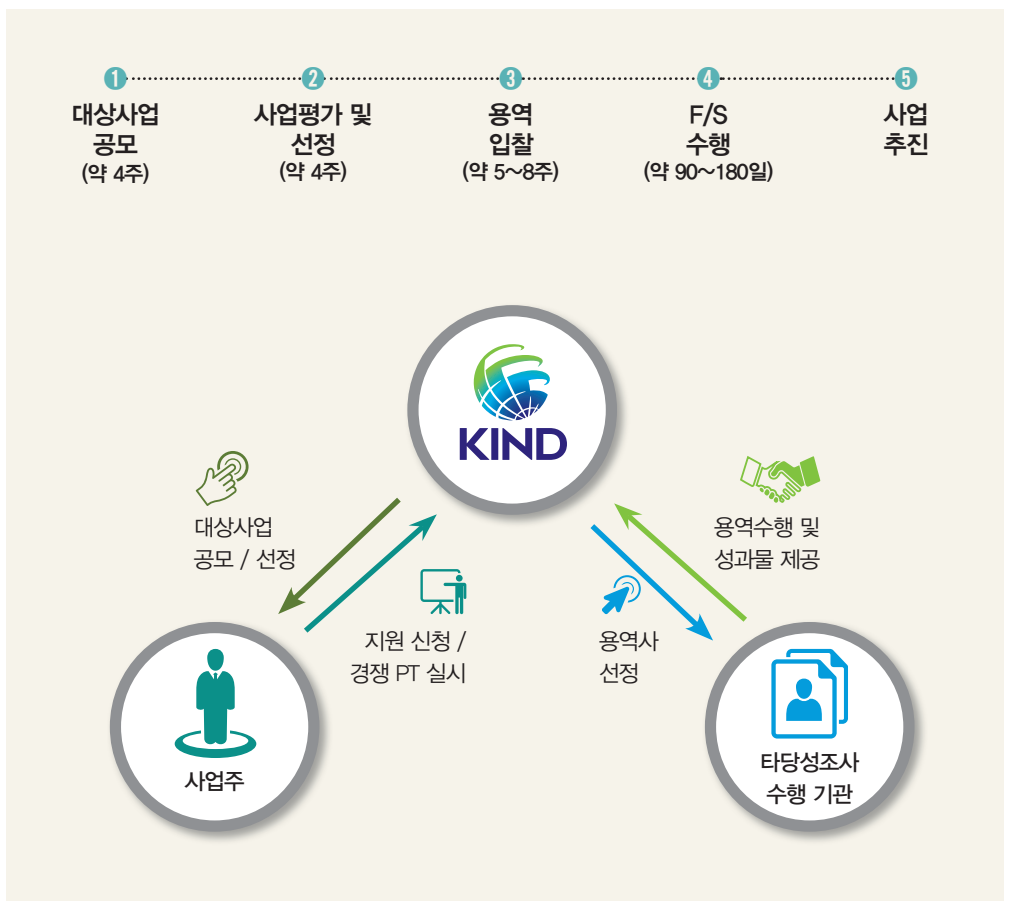 1
대상사업
공모
(약 4주)
2
사업평가 및
선정
(약 4주)
3
용역
입찰
(약 5~8주)
4
F/S
수행
(약 90~180일)
5
사업
추진
KIND
대상사업
공모 / 선정
지원 신청 /
경쟁 PT 실시
용역사
선정
용역수행 및
성과물 제공
사업주
타당성조사
수행 기관